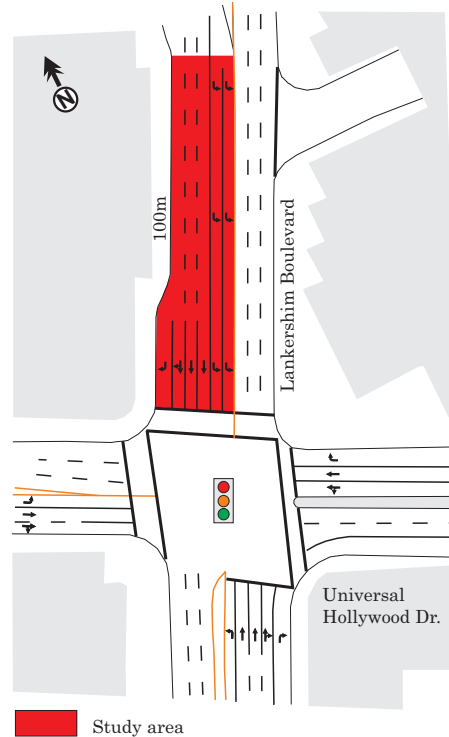 N
100m
Lankershim Boulevard
Universal
Hollywood Dr.
Study area